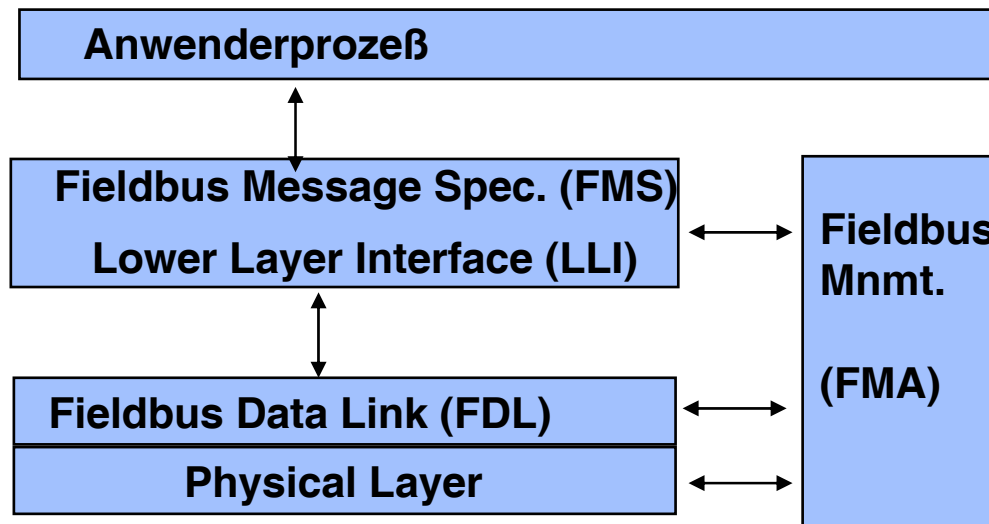 Anwenderprozeß
Fieldbus Message Spec. (FMS)
Lower Layer Interface (LLI)
Fieldbus
Mnmt.
(FMA)
Fieldbus Data Link (FDL)
Physical Layer